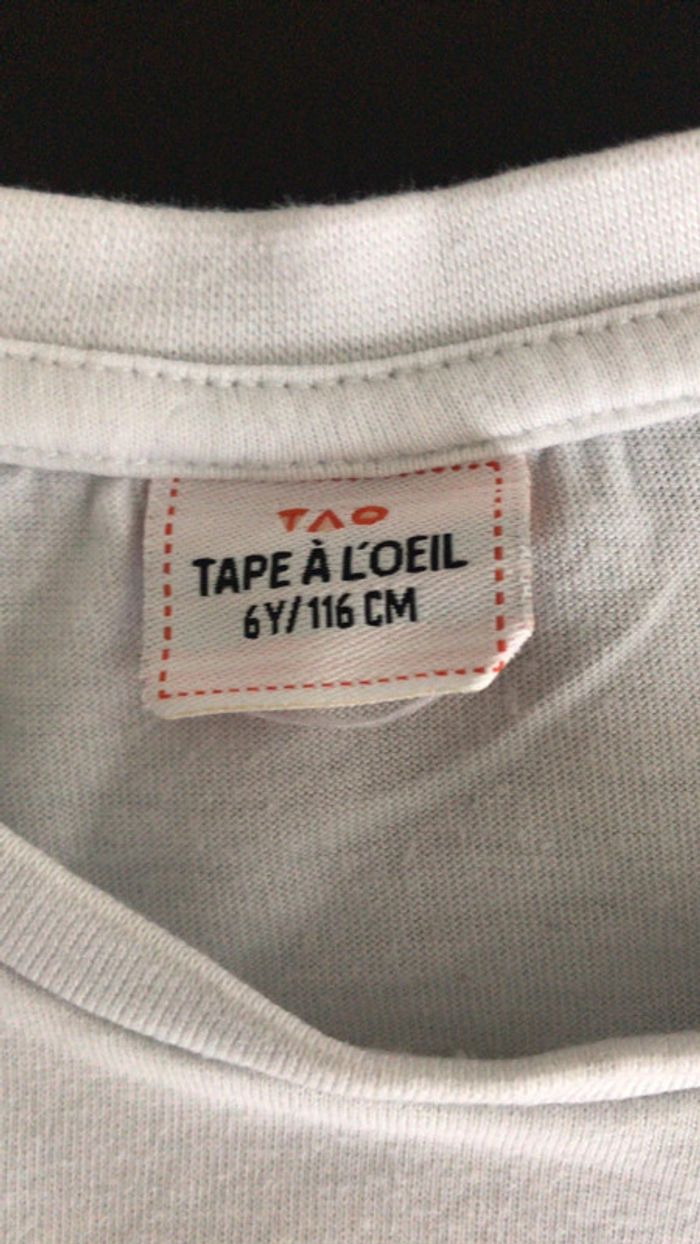 TAO
TAPE À L'OEIL
6Y/116 CM